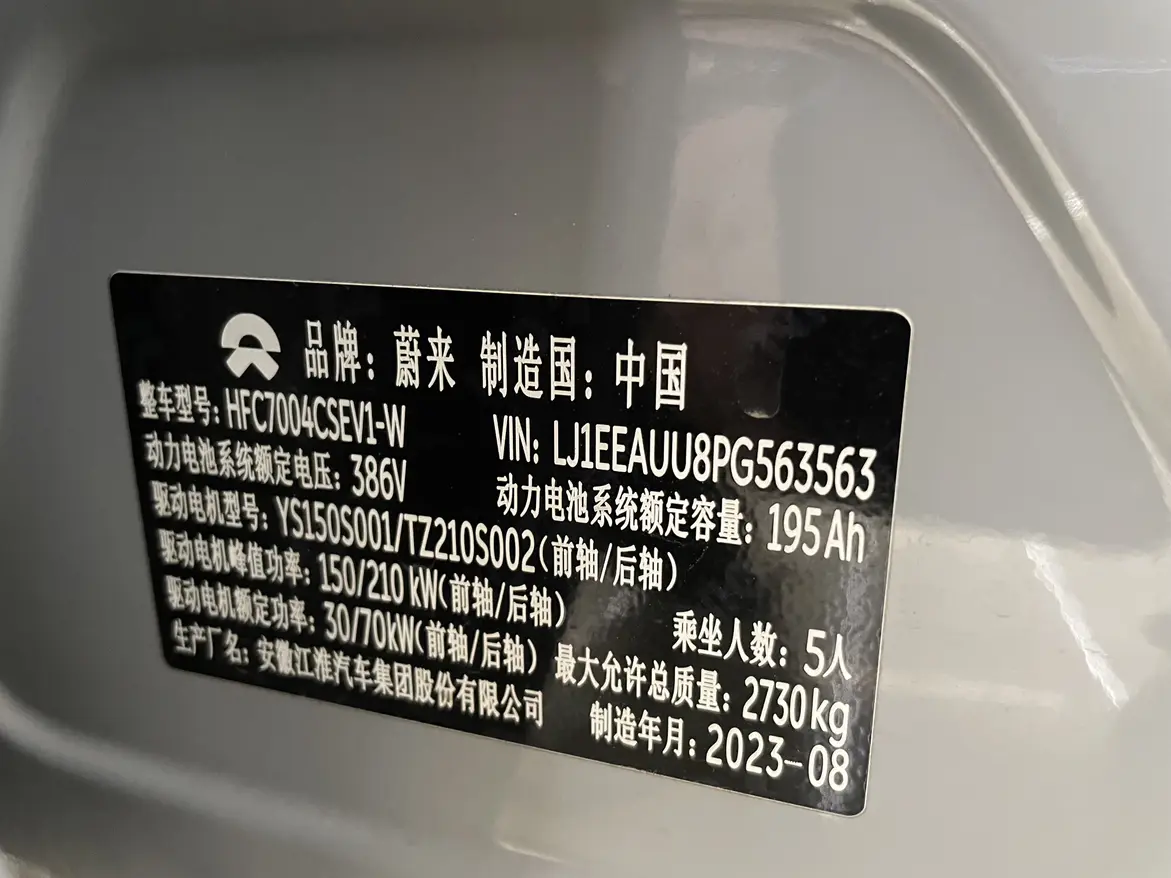 品牌：蔚来 制造国：中国
整车型号：HFC7004CSEV1-W VIN：LJ1EEAUU8PG563563
动力电池系统额定电压：386V 动力电池系统额定容量：195Ah
驱动电机型号：YS150S001/TZ210S002(前轴/后轴)
驱动电机峰值功率：150/210 kW(前轴/后轴) 乘坐人数：5人
驱动电机额定功率：30/70kW(前轴/后轴) 最大允许总质量：2730kg
生产厂名：安徽江淮汽车集团股份有限公司 制造年月：2023-08